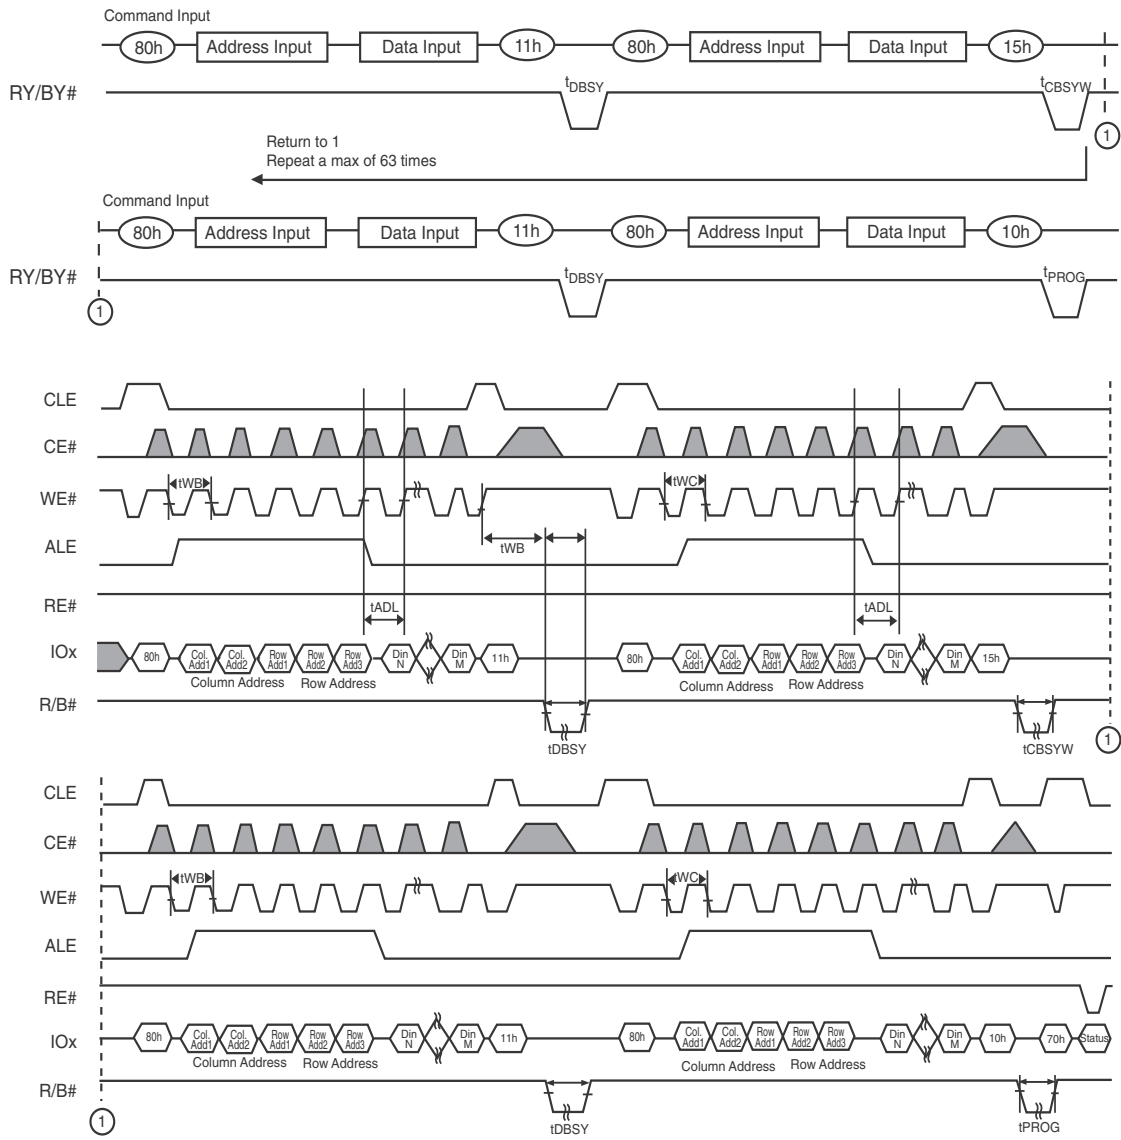 Command Input
80h Address Input Data Input 11h 80h Address Input Data Input 15h
RY/BY# tDBSY tCBSYW
1
Return to 1
Repeat a max of 63 times
Command Input
80h Address Input Data Input 11h 80h Address Input Data Input 10h
RY/BY# tDBSY tPROG
1
CLE
CE#
WE# tWB tWC
ALE tWB
RE#
tADL tADL
IOx 80h Col. Add1 Col. Add2 Row Add1 Row Add2 Row Add3 Din N Din M 11h 80h Col. Add1 Col. Add2 Row Add1 Row Add2 Row Add3 Din N Din M 15h
Column Address Row Address Column Address Row Address
R/B#
tDBSY tCBSYW 1
CLE
CE#
WE# tWB tWC
ALE
RE#
IOx 80h Col. Add1 Col. Add2 Row Add1 Row Add2 Row Add3 Din N Din M 11h 80h Col. Add1 Col. Add2 Row Add1 Row Add2 Row Add3 Din N Din M 10h 70h Status
Column Address Row Address Column Address Row Address
R/B#
1 tDBSY tPROG